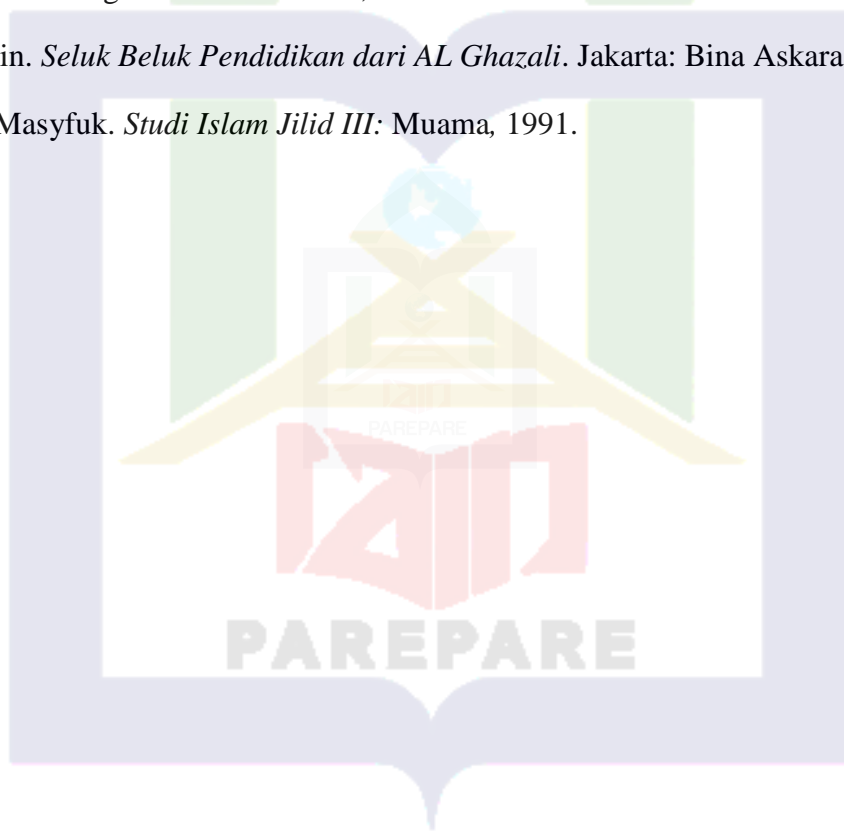 in. Seluk Beluk Pendidikan dari AL Ghazali. Jakarta: Bina Askara
Masyfuk. Studi Islam Jilid III: Muama, 1991.
PAREPARE
PAREPARE